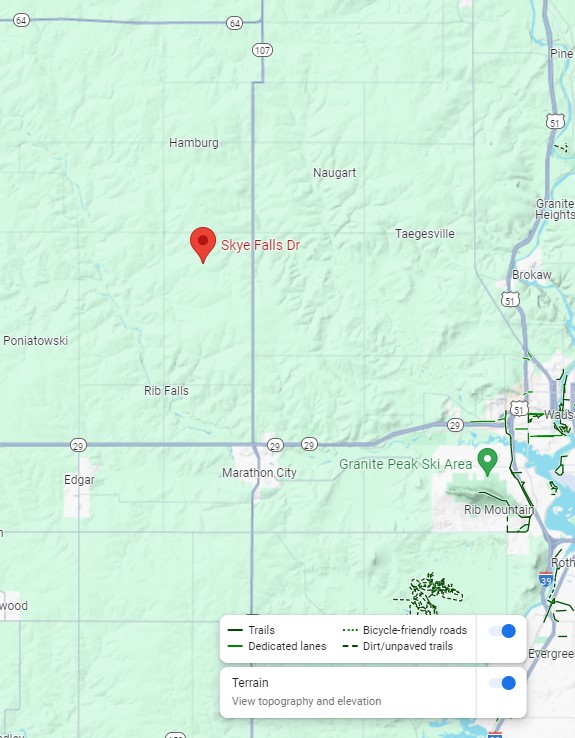 64
64
107
Pine
51
Hamburg
Naugart
Granite
Heights
Taegesville
Skye Falls Dr
Brokaw
51
Poniatowski
Rib Falls
51
Waus
29
29
29
29
Edgar
Marathon City
Granite Peak Ski Area
Rib Mountain
Roth
39
wood
Trails
Bicycle-friendly roads
Dedicated lanes
Dirt/unpaved trails
Evergree
Terrain
View topography and elevation
dley